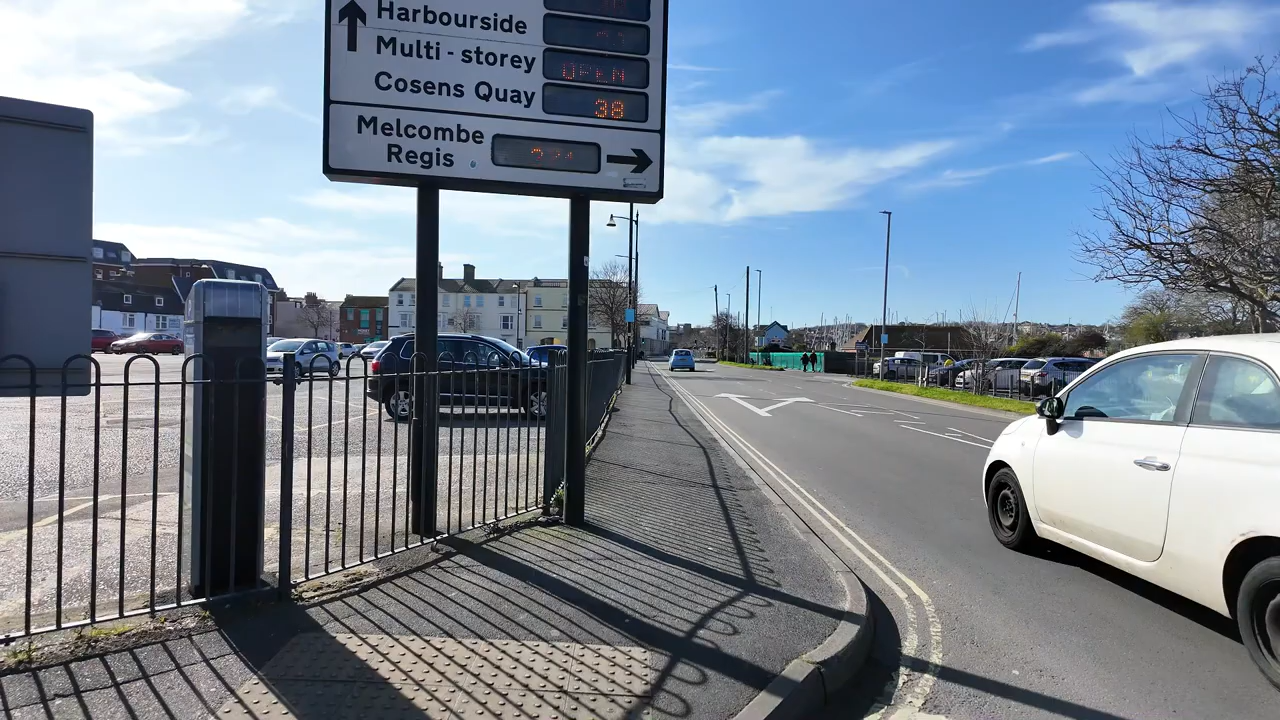 Harbourside
Multi - storey OPEN
Cosens Quay 38
Melcombe
Regis